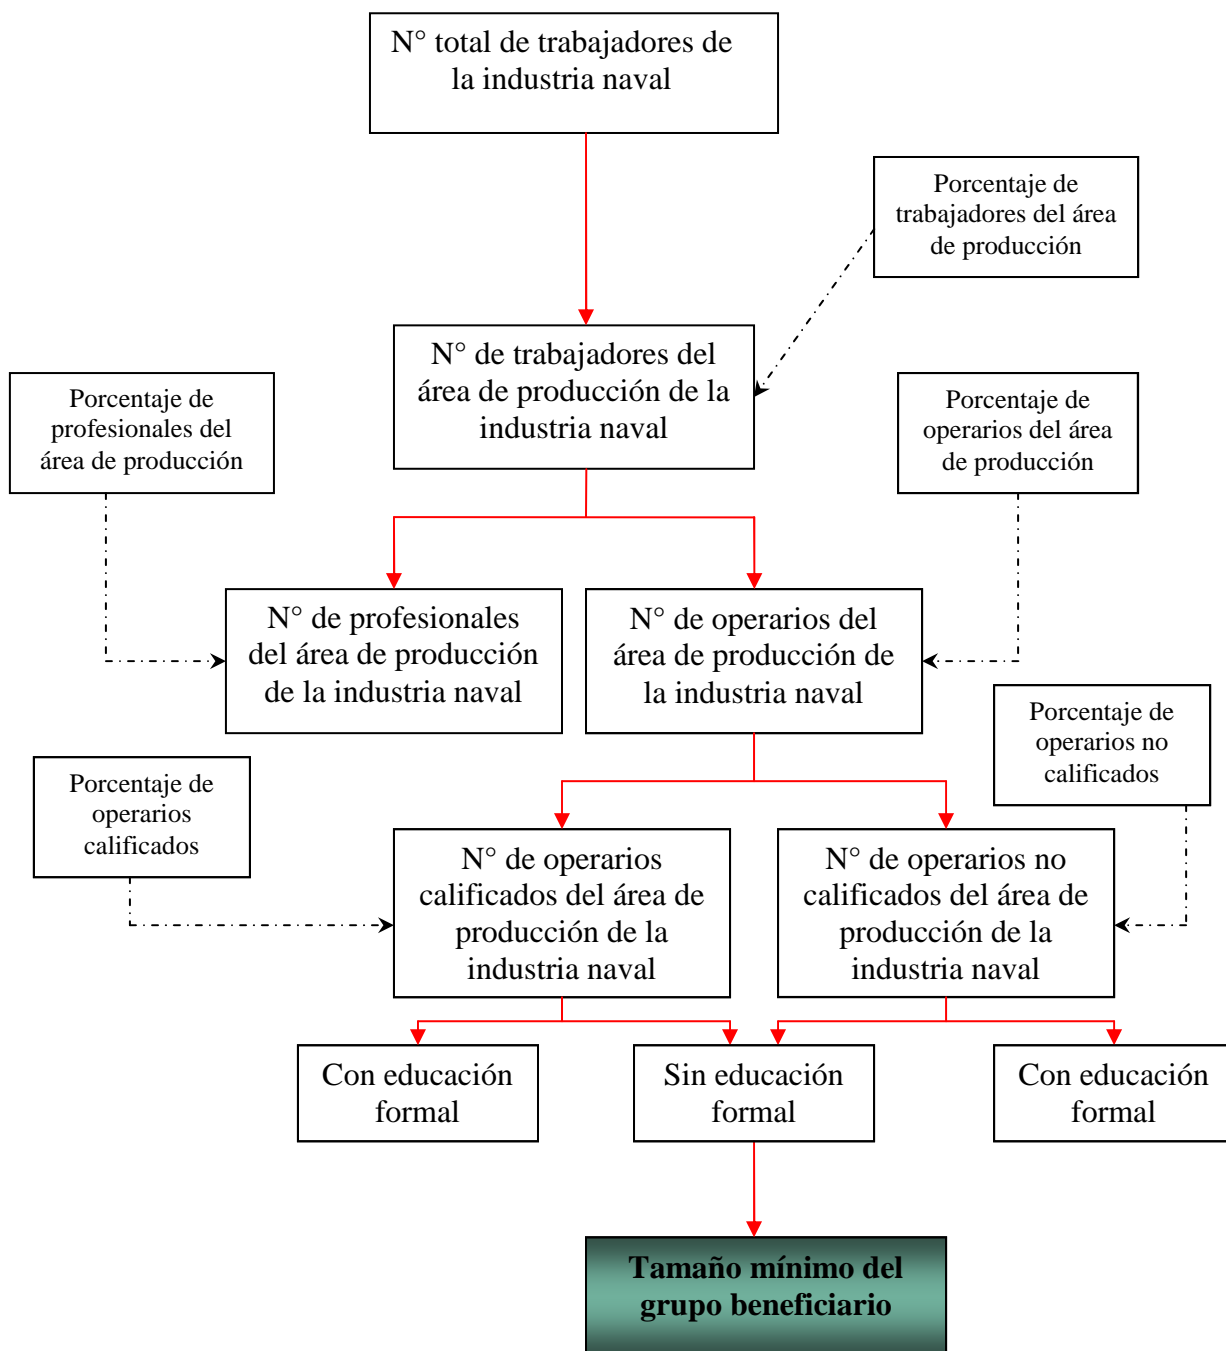 N° total de trabajadores de
la industria naval
Porcentaje de
trabajadores del área
de producción
N° de trabajadores del
área de producción de la
industria naval
Porcentaje de
profesionales del
área de producción
Porcentaje de
operarios del área
de producción
N° de profesionales
del área de producción
de la industria naval
N° de operarios del
área de producción de
la industria naval
Porcentaje de
operarios no
calificados
Porcentaje de
operarios
calificados
N° de operarios
calificados del área de
producción de la
industria naval
N° de operarios no
calificados del área de
producción de la
industria naval
Con educación
formal
Sin educación
formal
Con educación
formal
Tamaño mínimo del
grupo beneficiario